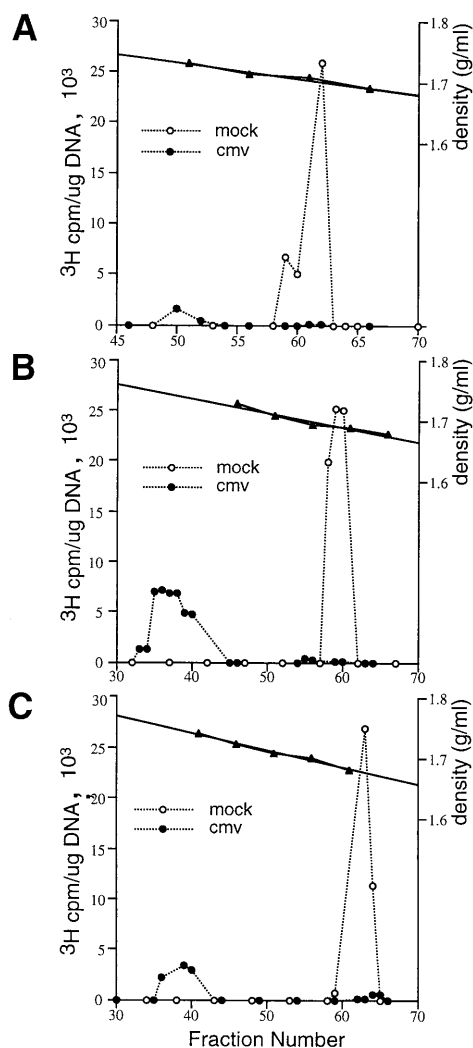 A
30
25
20
15
10
5
0
³H cpm/ug DNA, 10³
1.8
1.7
1.6
density (g/ml)
mock
cmv
45 50 55 60 65 70
B
30
25
20
15
10
5
0
³H cpm/ug DNA, 10³
1.8
1.7
1.6
density (g/ml)
mock
cmv
30 40 50 60 70
C
30
25
20
15
10
5
0
³H cpm/ug DNA, 10³
1.8
1.7
1.6
density (g/ml)
mock
cmv
30 40 50 60 70
Fraction Number